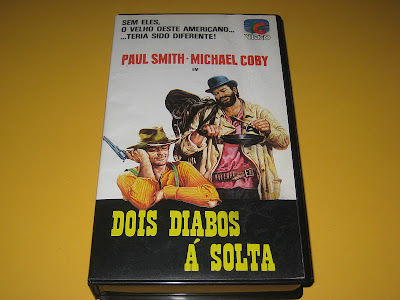 SEM ELES,
O VELHO OESTE AMERICANO...
...TERIA SIDO DIFERENTE!
PAUL SMITH - MICHAEL COBY
EM
DOIS DIABOS
Á SOLTA